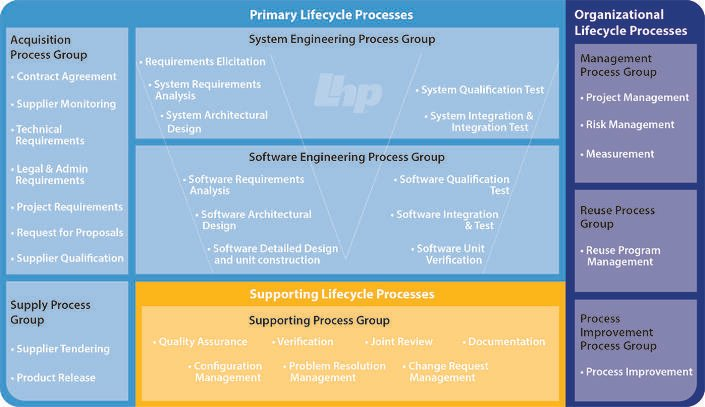 Primary Lifecycle Processes
Acquisition
Process Group
• Contract Agreement
• Supplier Monitoring
• Technical
Requirements
• Legal & Admin
Requirements
• Project Requirements
• Request for Proposals
• Supplier Qualification
Supply Process
Group
• Supplier Tendering
• Product Release
System Engineering Process Group
• Requirements Elicitation
• System Requirements
Analysis
• System Architectural
Design
Lhp
• System Qualification Test
• System Integration &
Integration Test
Software Engineering Process Group
• Software Requirements
Analysis
• Software Architectural
Design
• Software Detailed Design
and unit construction
• Software Qualification
Test
• Software Integration
& Test
• Software Unit
Verification
Supporting Lifecycle Processes
Supporting Process Group
• Quality Assurance
• Verification
• Joint Review
• Documentation
• Configuration
Management
• Problem Resolution
Management
• Change Request
Management
Organizational
Lifecycle Processes
Management
Process Group
• Project Management
• Risk Management
• Measurement
Reuse Process
Group
• Reuse Program
Management
Process
Improvement
Process Group
• Process Improvement